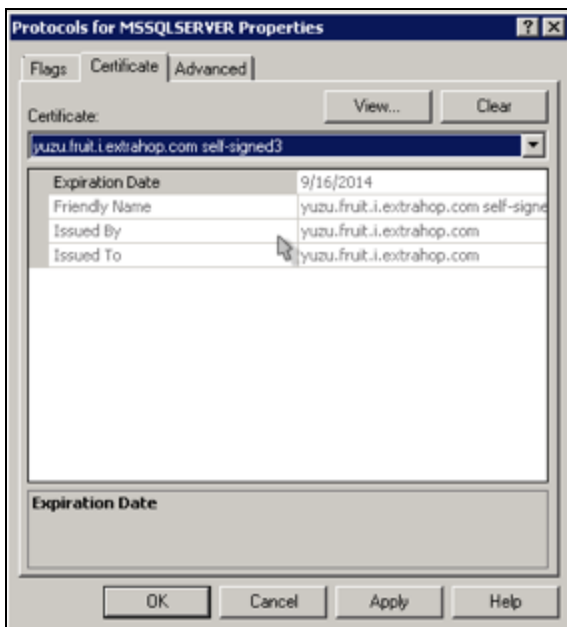 Protocols for MSSQLSERVER Properties
Flags Certificate Advanced
View... Clear
Certificate:
yuzu.fruit.i.extrahop.com self-signed3
Expiration Date 9/16/2014
Friendly Name yuzu.fruit.i.extrahop.com self-signe
Issued By yuzu.fruit.i.extrahop.com
Issued To yuzu.fruit.i.extrahop.com
Expiration Date
OK Cancel Apply Help